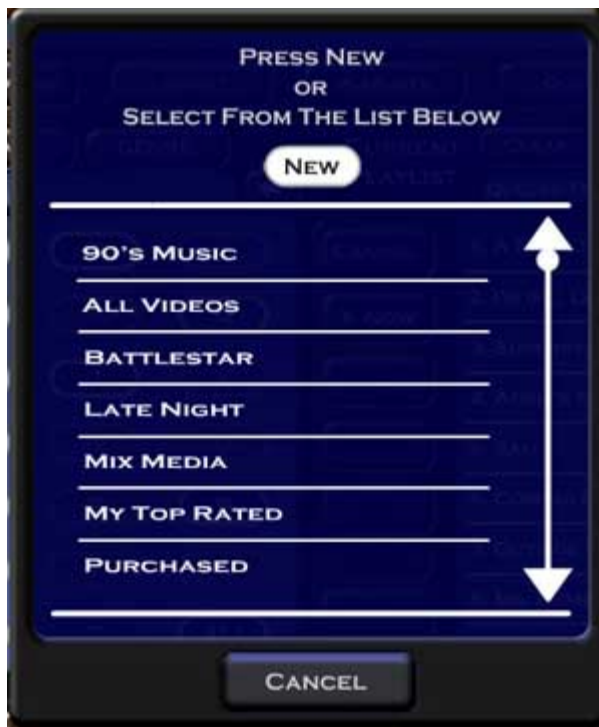 PRESS NEW
OR
SELECT FROM THE LIST BELOW
NEW
90'S MUSIC
ALL VIDEOS
BATTLESTAR
LATE NIGHT
MIX MEDIA
MY TOP RATED
PURCHASED
CANCEL